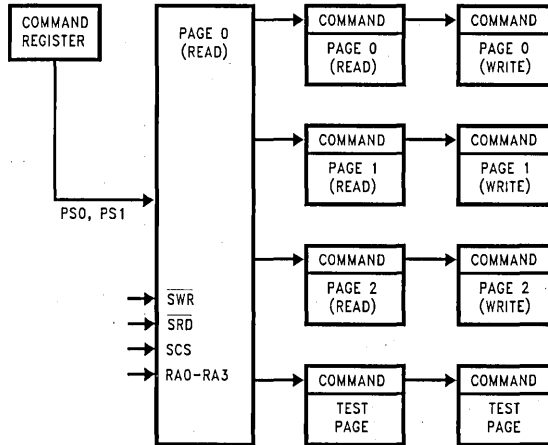 COMMAND
REGISTER
PS0, PS1
PAGE 0
(READ)
SWR
SRD
SCS
RA0-RA3
COMMAND
PAGE 0
(READ)
COMMAND
PAGE 0
(WRITE)
COMMAND
PAGE 1
(READ)
COMMAND
PAGE 1
(WRITE)
COMMAND
PAGE 2
(READ)
COMMAND
PAGE 2
(WRITE)
COMMAND
TEST
PAGE
COMMAND
TEST
PAGE